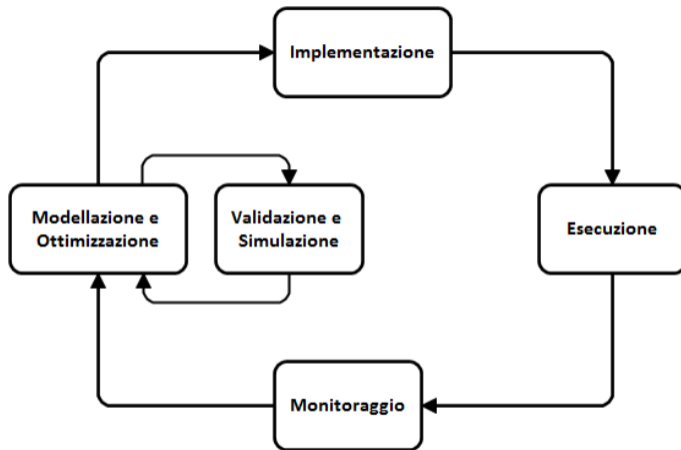 Implementazione
Modellazione e
Ottimizzazione
Validazione e
Simulazione
Esecuzione
Monitoraggio